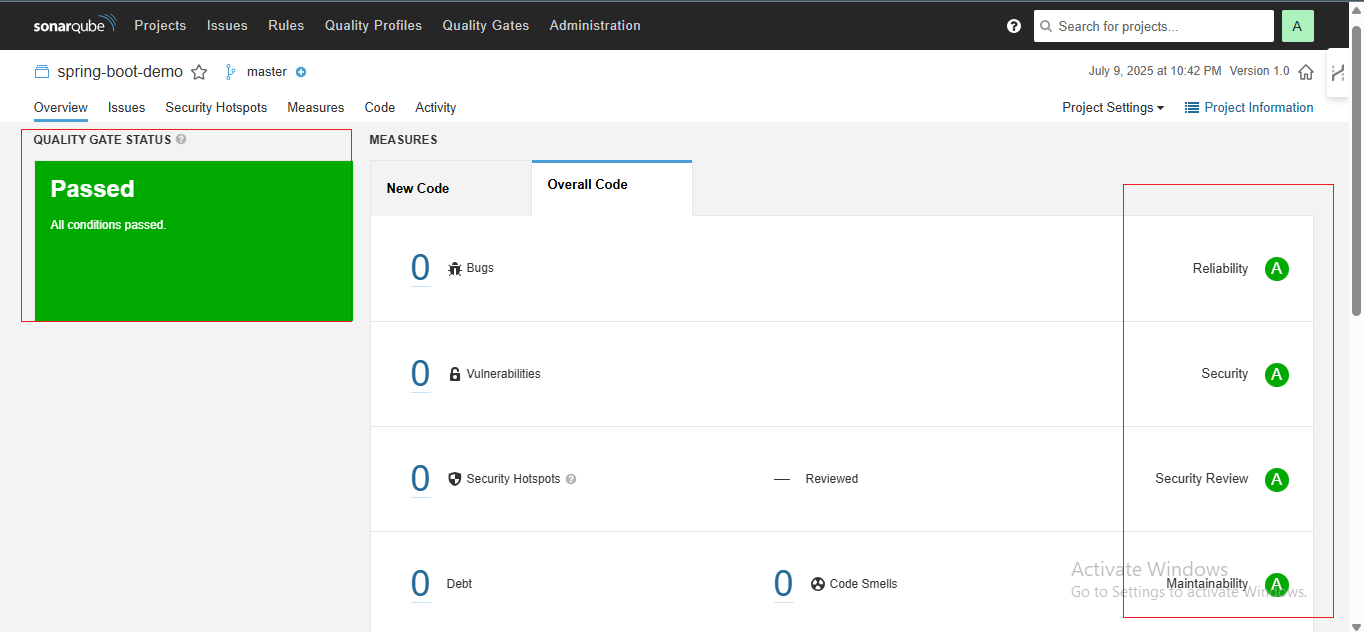 sonarqube Projects Issues Rules Quality Profiles Quality Gates Administration ? Search for projects... A
spring-boot-demo master July 9, 2025 at 10:42 PM Version 1.0
Overview Issues Security Hotspots Measures Code Activity Project Settings Project Information
QUALITY GATE STATUS ?
Passed
All conditions passed.
MEASURES
New Code
Overall Code
0 Bugs Reliability A
0 Vulnerabilities Security A
0 Security Hotspots ? — Reviewed Security Review A
0 Debt 0 Code Smells Maintainability A
Activate Windows
Go to Settings to activate Windows.